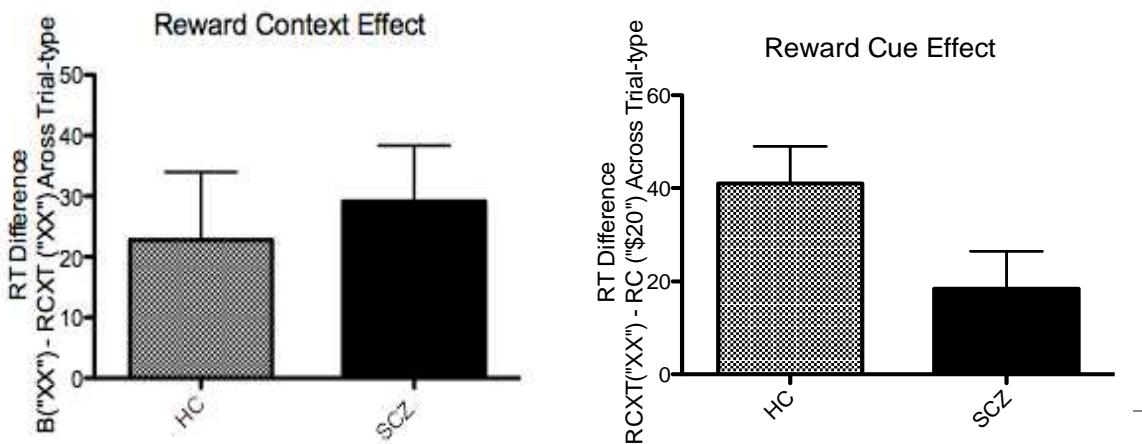 Reward Context Effect
RT Difference
B("XX") - RCXT ("XX") Aross Trial-type
50
40
30
20
10
0
HC
SCZ
Reward Cue Effect
RT Difference
RCXT("XX") - RC ("$20") Across Trial-type
60
40
20
0
HC
SCZ